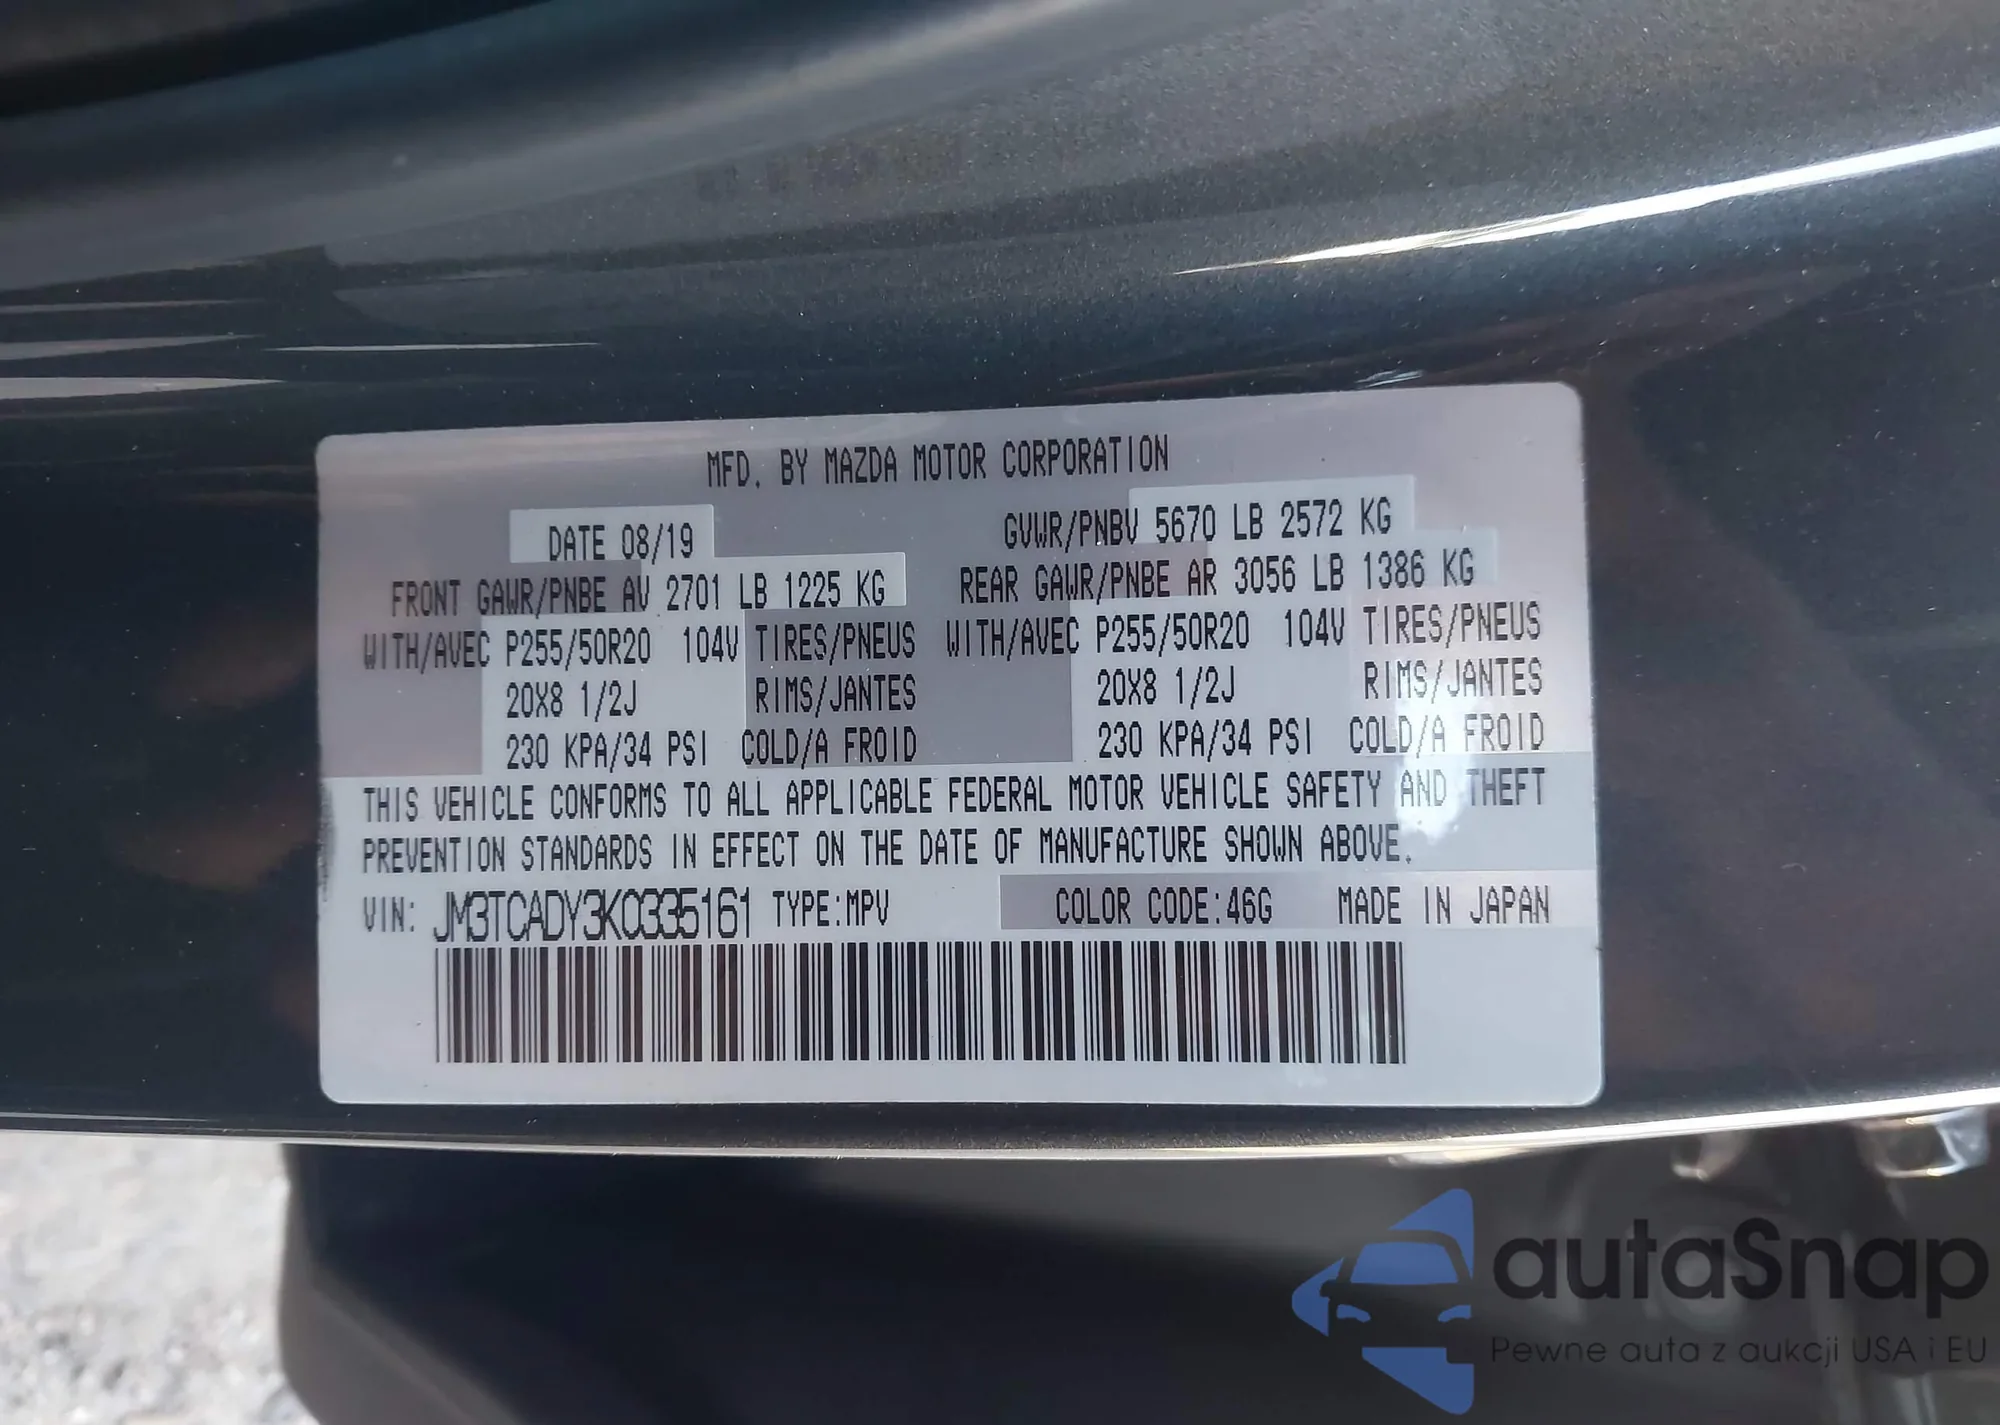 MFD. BY MAZDA MOTOR CORPORATION
DATE 08/19 GVWR/PNBV 5670 LB 2572 KG
FRONT GAWR/PNBE AV 2701 LB 1225 KG REAR GAWR/PNBE AR 3056 LB 1386 KG
WITH/AVEC P255/50R20 104V TIRES/PNEUS WITH/AVEC P255/50R20 104V TIRES/PNEUS
20X8 1/2J RIMS/JANTES 20X8 1/2J RIMS/JANTES
230 KPA/34 PSI COLD/A FROID 230 KPA/34 PSI COLD/A FROID
THIS VEHICLE CONFORMS TO ALL APPLICABLE FEDERAL MOTOR VEHICLE SAFETY AND THEFT
PREVENTION STANDARDS IN EFFECT ON THE DATE OF MANUFACTURE SHOWN ABOVE.
VIN: JM3TCADY3K0335161 TYPE:MPV COLOR CODE:46G MADE IN JAPAN
autaSnap
Pewne auta z aukcji USA i EU